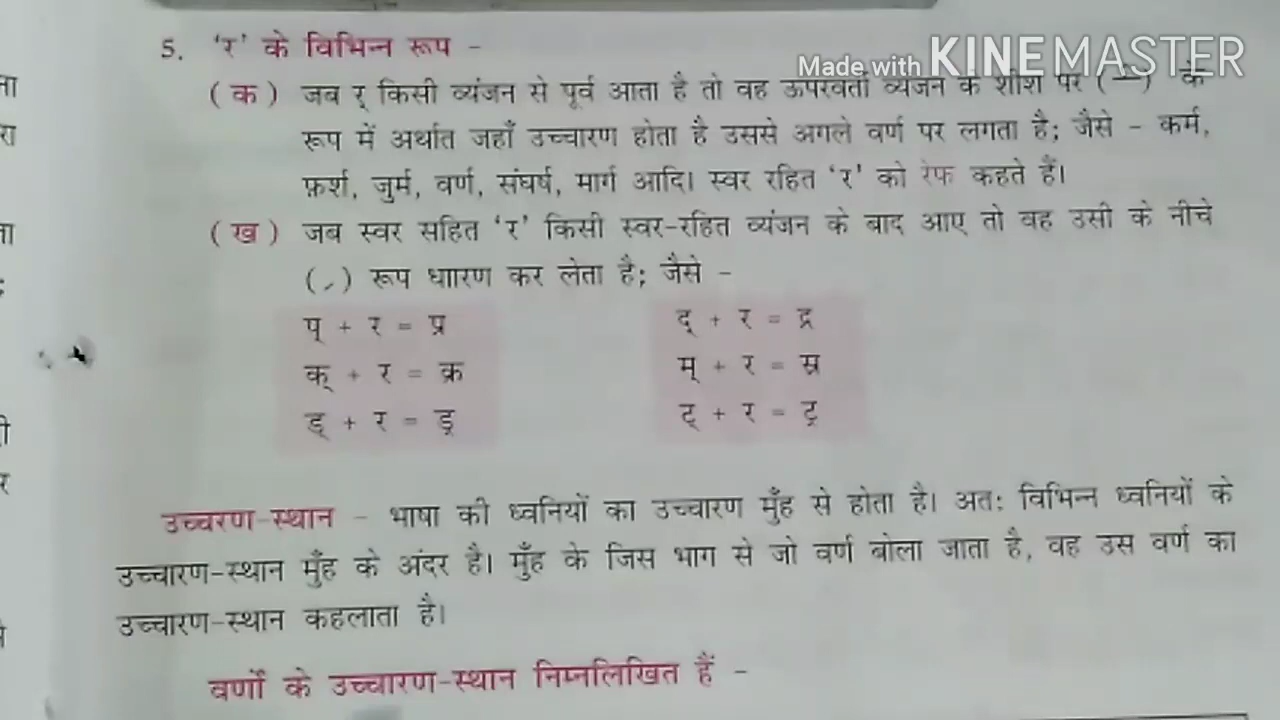 Made with KINEMASTER
5. 'र' के विभिन्न रूप -
( क ) जब र् किसी व्यंजन से पूर्व आता है तो वह ऊपरवर्ती व्यंजन के शीश पर ( ) के
रूप में अर्थात जहाँ उच्चारण होता है उससे अगले वर्ण पर लगता है; जैसे - कर्म,
फ़र्श, जुर्म, वर्ण, संघर्ष, मार्ग आदि। स्वर रहित 'र' को रेफ कहते हैं।
( ख ) जब स्वर सहित 'र' किसी स्वर-रहित व्यंजन के बाद आए तो वह उसी के नीचे
( ) रूप धाारण कर लेता है; जैसे -
प् + र = प्र द् + र = द्र
क् + र = क्र म् + र = म्र
ड् + र = ड्र ट् + र = ट्र
उच्चरण-स्थान - भाषा की ध्वनियों का उच्चारण मुँह से होता है। अतः विभिन्न ध्वनियों के
उच्चारण-स्थान मुँह के अंदर है। मुँह के जिस भाग से जो वर्ण बोला जाता है, वह उस वर्ण का
उच्चारण-स्थान कहलाता है।
वर्णों के उच्चारण-स्थान निम्नलिखित हैं -